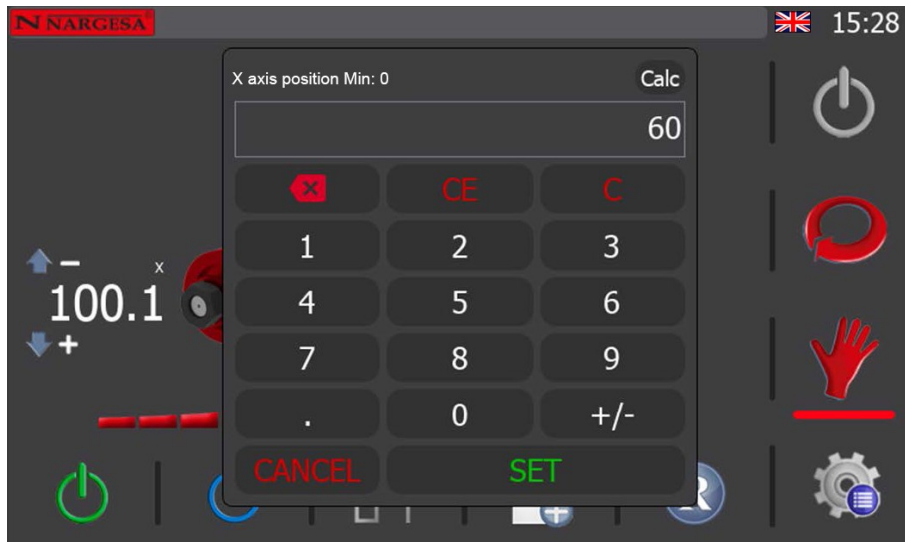 N NARGESA
15:28
X axis position Min: 0
Calc
60
CE C
1 2 3
x
100.1
4 5 6
7 8 9
. 0 +/-
CANCEL SET
R